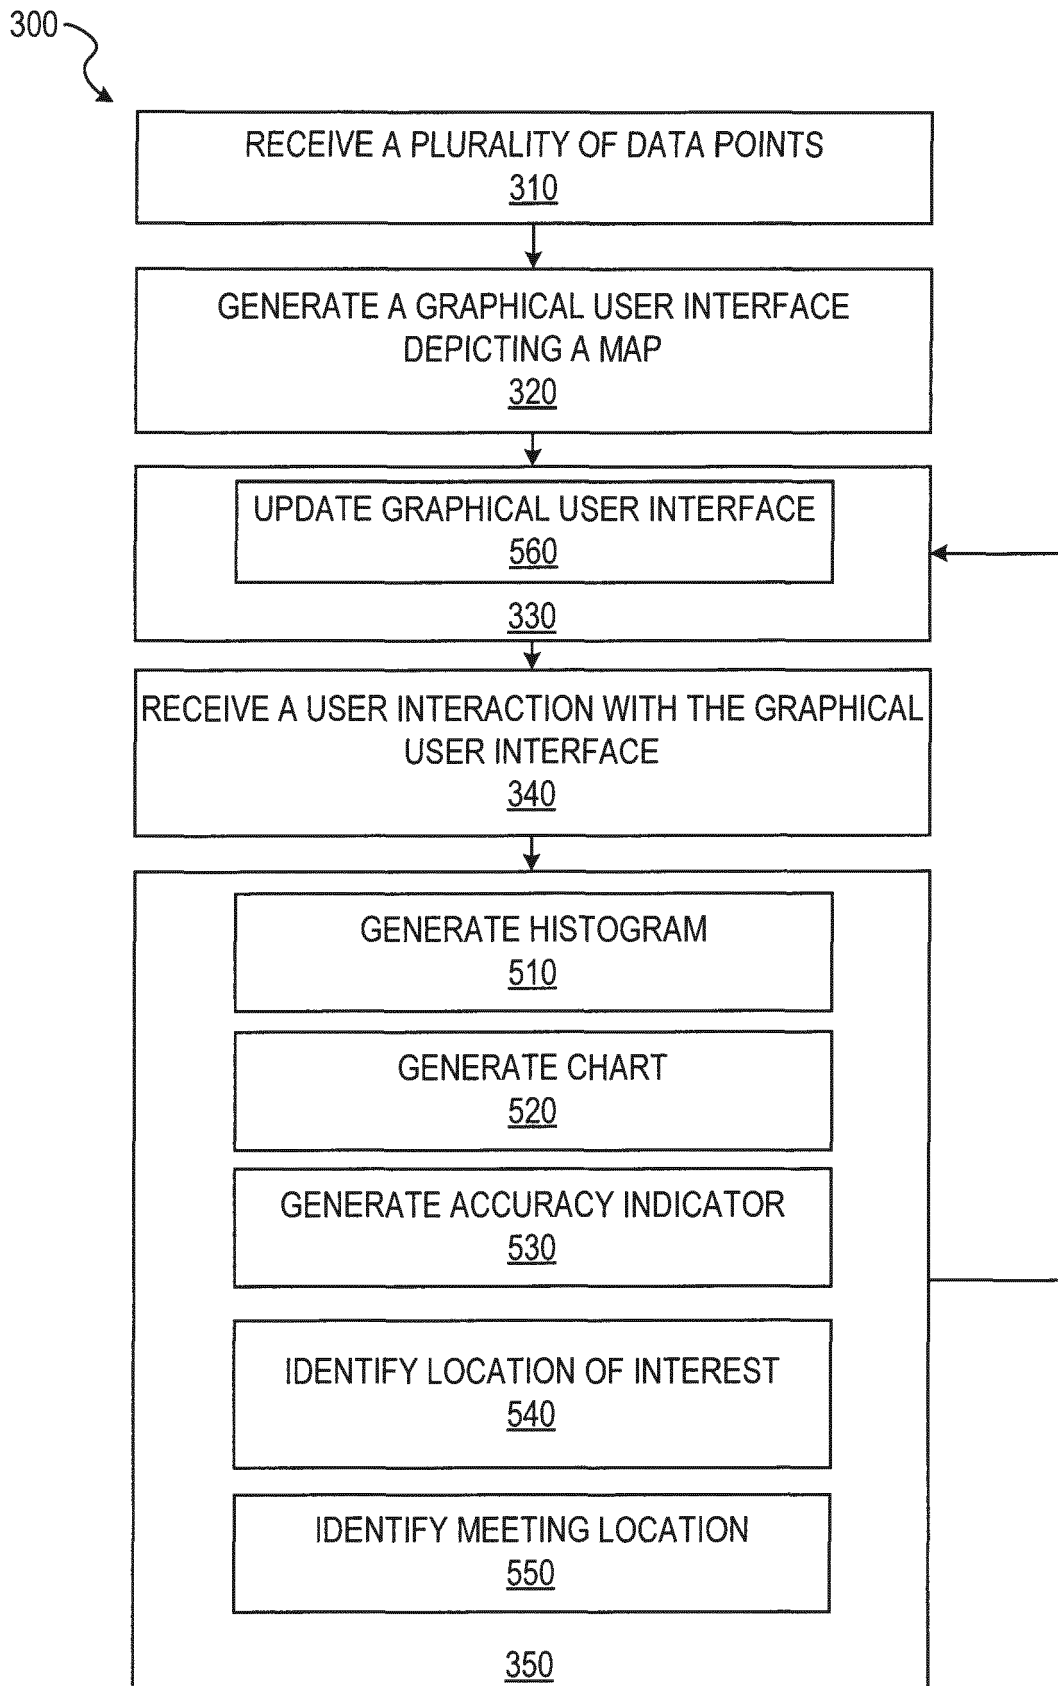 300
RECEIVE A PLURALITY OF DATA POINTS
310
GENERATE A GRAPHICAL USER INTERFACE
DEPICTING A MAP
320
UPDATE GRAPHICAL USER INTERFACE
560
330
RECEIVE A USER INTERACTION WITH THE GRAPHICAL
USER INTERFACE
340
GENERATE HISTOGRAM
510
GENERATE CHART
520
GENERATE ACCURACY INDICATOR
530
IDENTIFY LOCATION OF INTEREST
540
IDENTIFY MEETING LOCATION
550
350